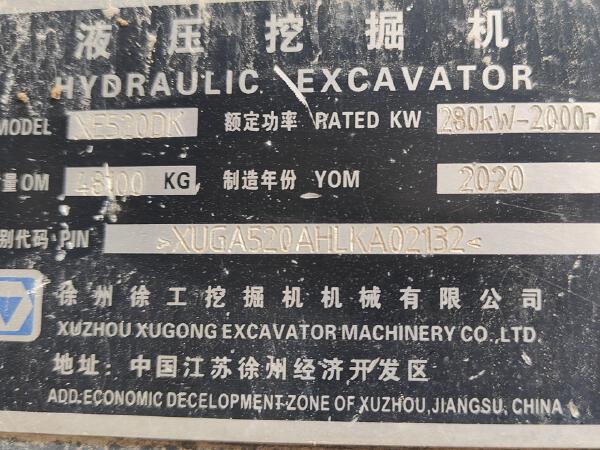 液压挖掘机
HYDRAULIC EXCAVATOR
MODEL XE520DK 额定功率 RATED KW 280kW-2000r
量OM 48100 KG 制造年份 YOM 2020
别代码 PIN >XUGA520AHLKA02132<
徐州徐工挖掘机机械有限公司
XUZHOU XUGONG EXCAVATOR MACHINERY CO.,LTD.
地址: 中国江苏徐州经济开发区
ADD.ECONOMIC DECELOPMENT ZONE OF XUZHOU,JIANGSU, CHINA